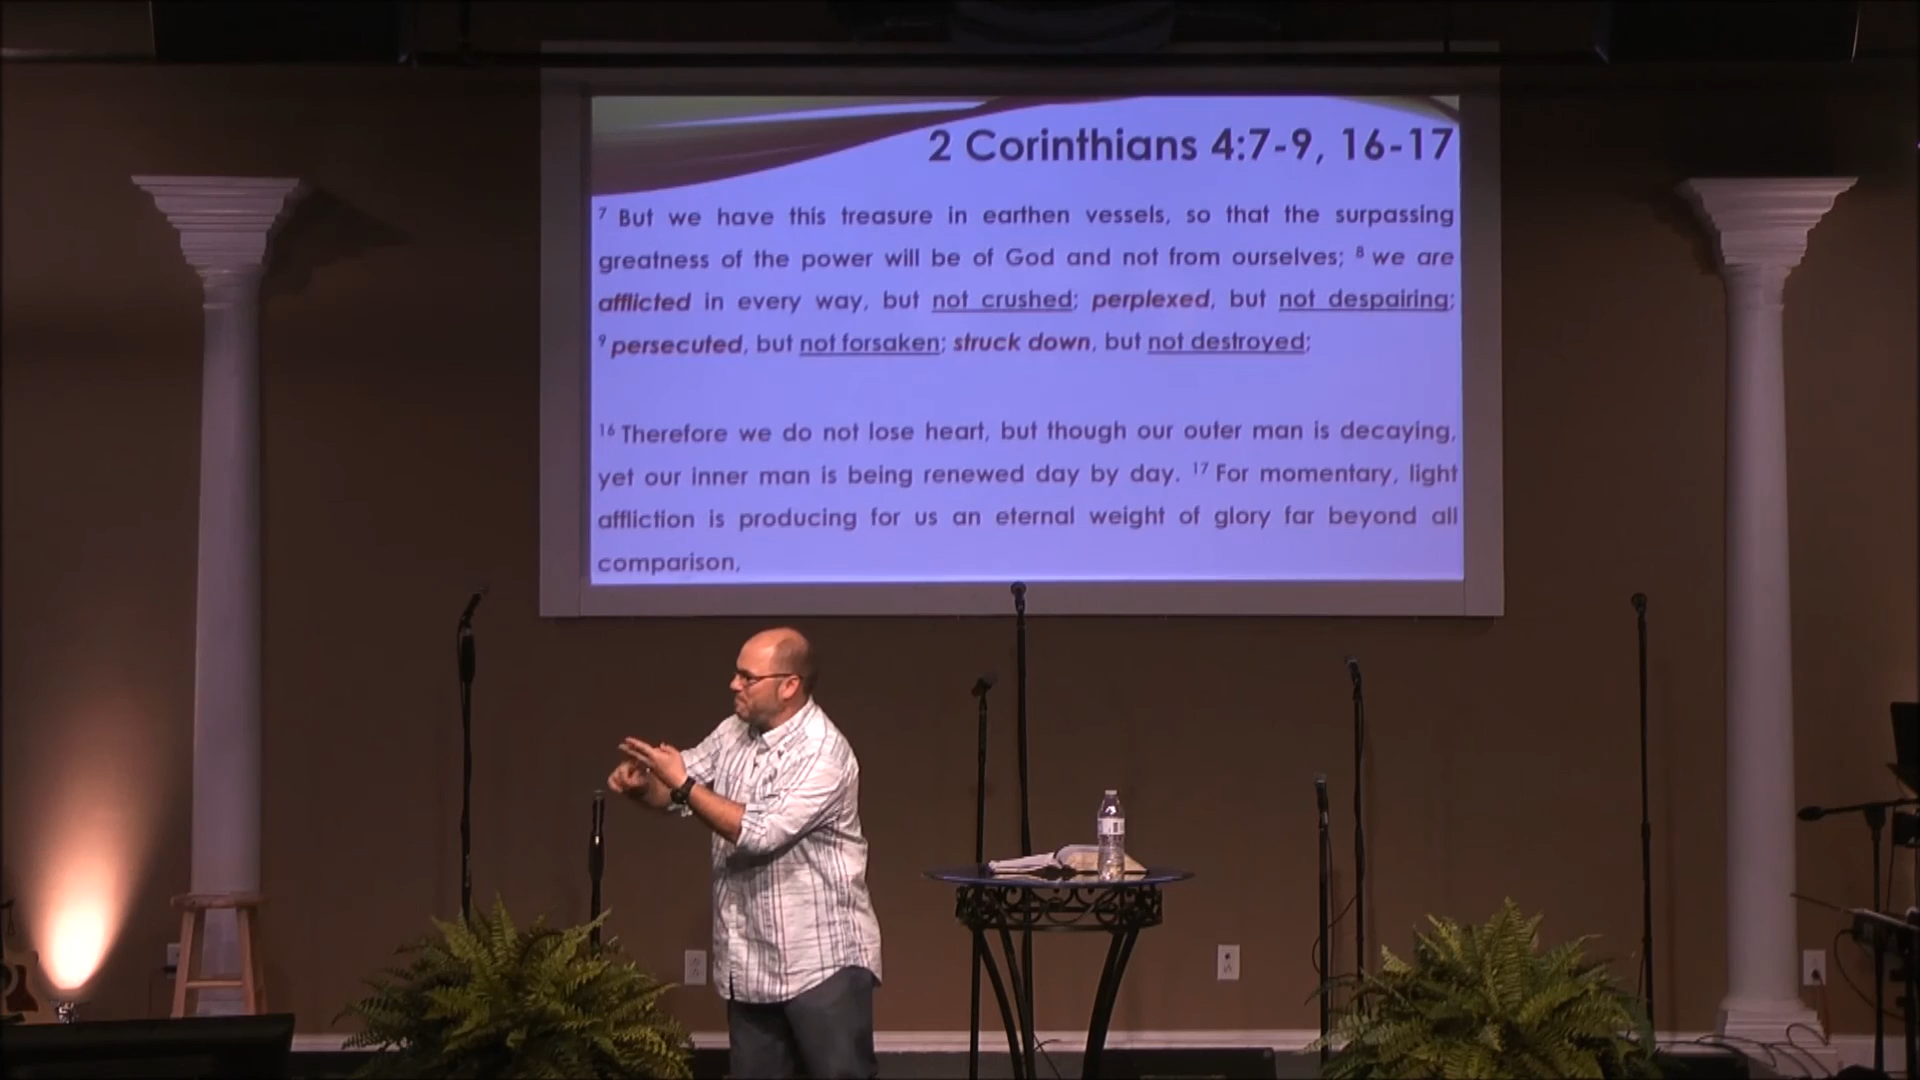 2 Corinthians 4:7-9, 16-17
7 But we have this treasure in earthen vessels, so that the surpassing
greatness of the power will be of God and not from ourselves; 8 we are
afflicted in every way, but not crushed; perplexed, but not despairing;
9 persecuted, but not forsaken; struck down, but not destroyed;
16 Therefore we do not lose heart, but though our outer man is decaying,
yet our inner man is being renewed day by day. 17 For momentary, light
affliction is producing for us an eternal weight of glory far beyond all
comparison,